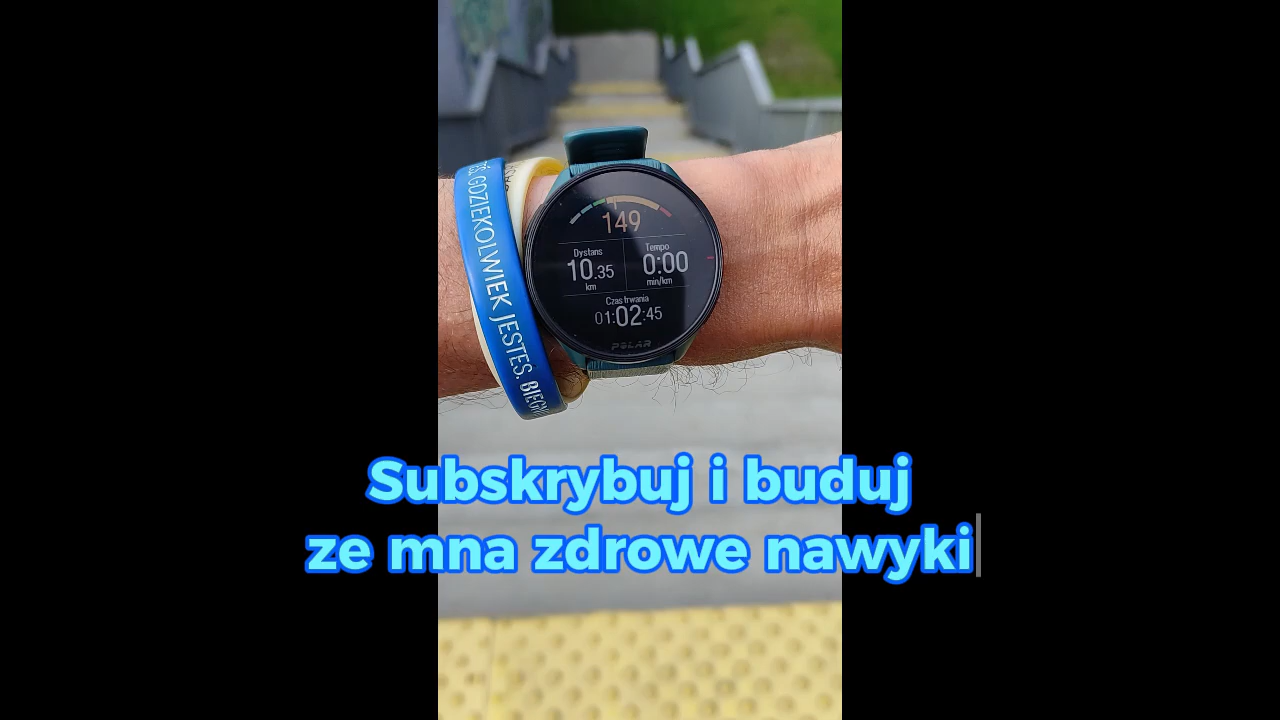 GDZIEKOLWIEK JESTEŚ.
149
Dystans
10.35
km
Tempo
0:00
min/km
Czas trwania
01:02:45
POLAR
Subskrybuj i buduj
ze mna zdrowe nawyki